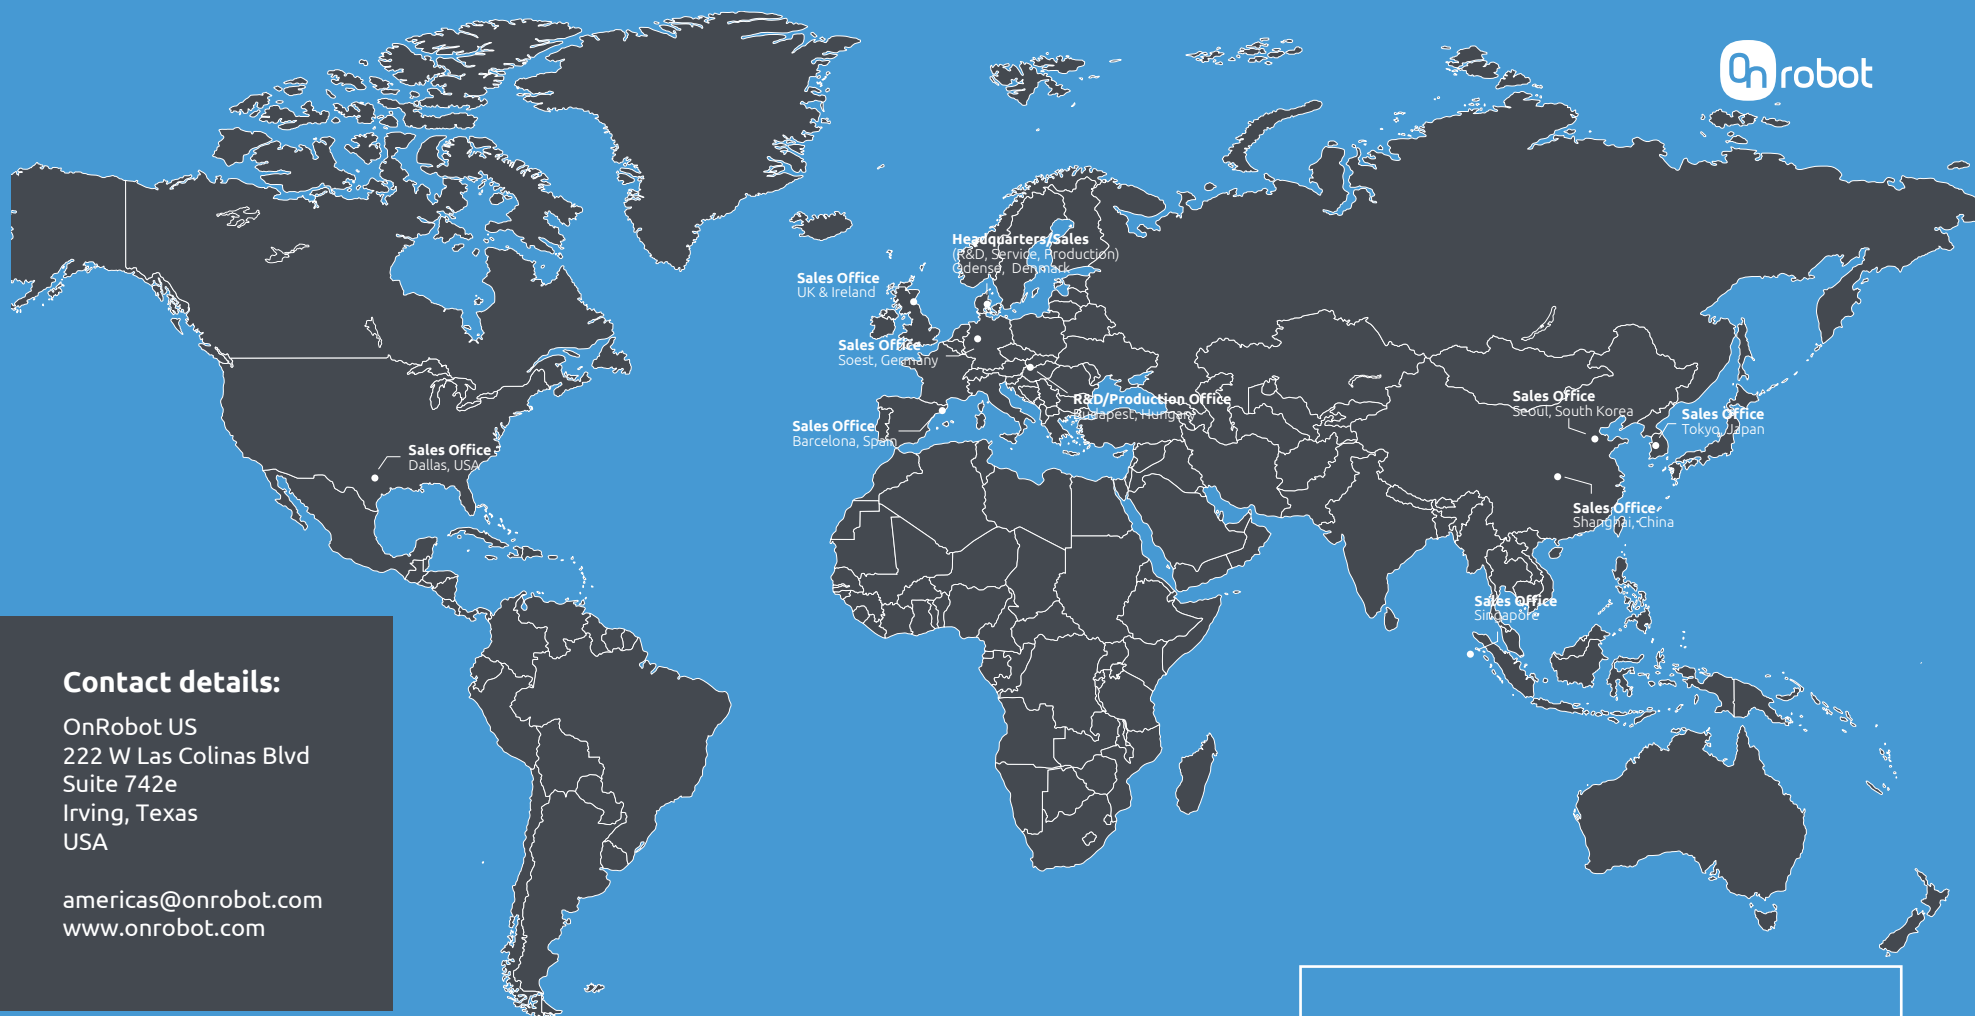 On robot
Headquarters/Sales
(R&D, Service, Production)
Odense, Denmark
Sales Office
UK & Ireland
Sales Office
Soest, Germany
R&D/Production Office
Budapest, Hungary
Sales Office
Barcelona, Spain
Sales Office
Dallas, USA
Sales Office
Seoul, South Korea
Sales Office
Tokyo, Japan
Sales Office
Shanghai, China
Sales Office
Singapore
Contact details:
OnRobot US
222 W Las Colinas Blvd
Suite 742e
Irving, Texas
USA
americas@onrobot.com
www.onrobot.com